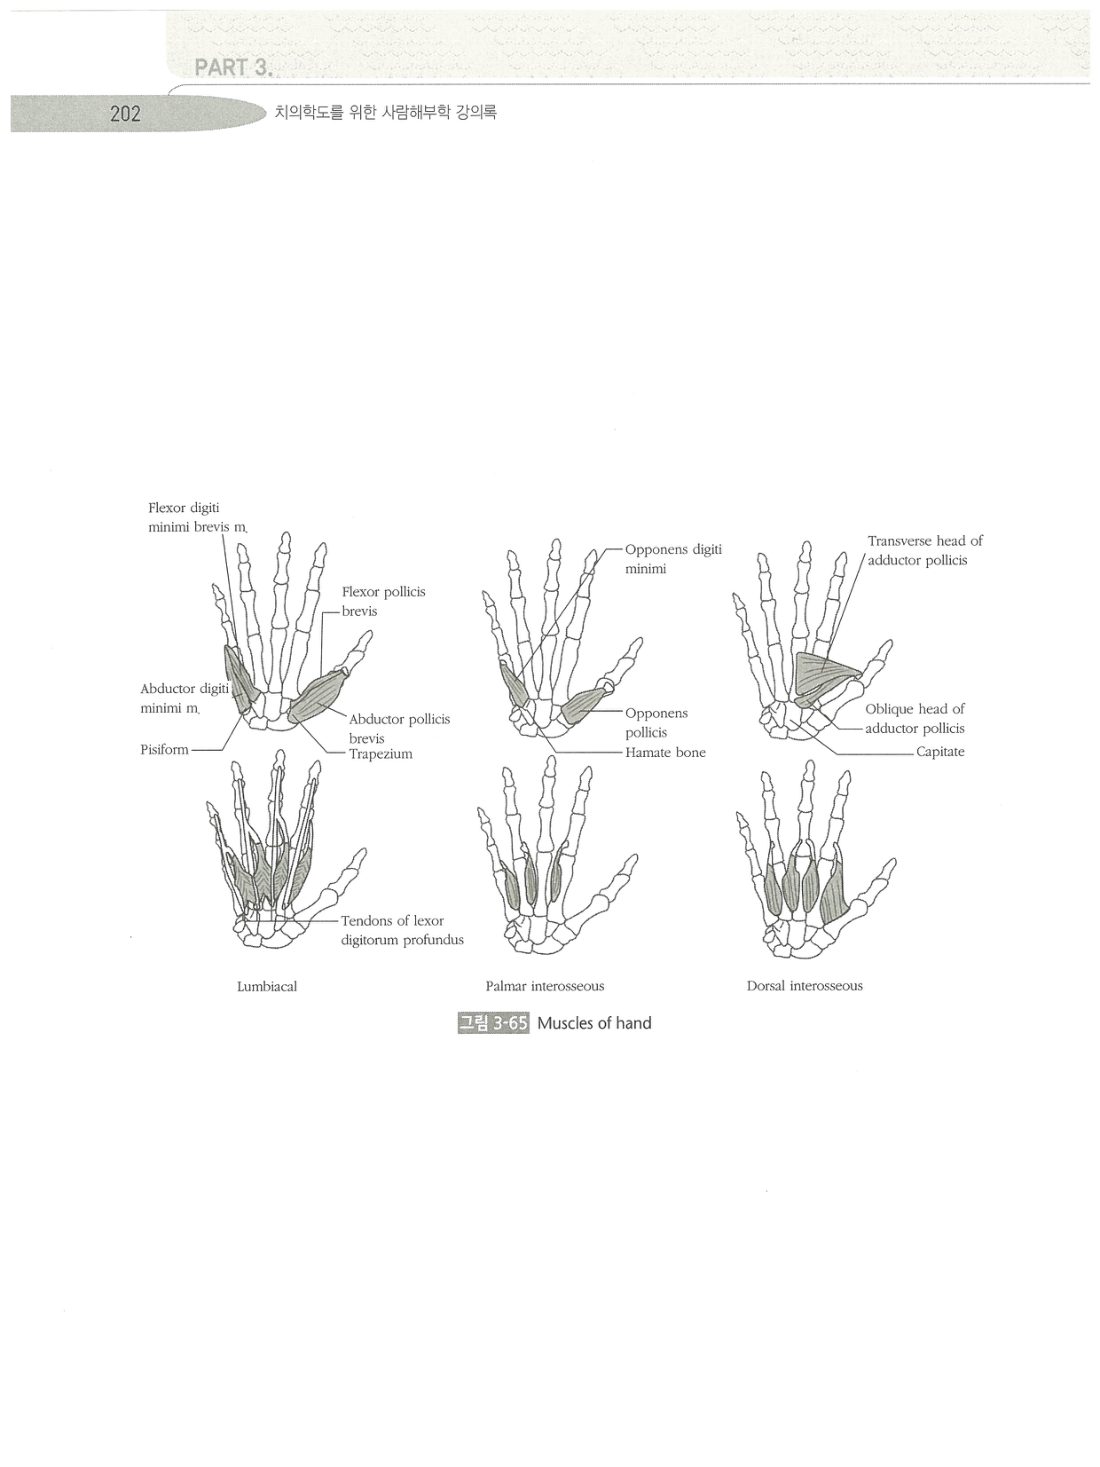 PART 3.
202
치의학도를 위한 사람해부학 강의록
Flexor digiti
minimi brevis m.
Flexor pollicis
brevis
Abductor digiti
minimi m.
Pisiform
Abductor pollicis
brevis
Trapezium
Opponens digiti
minimi
Opponens
pollicis
Hamate bone
Transverse head of
adductor pollicis
Oblique head of
adductor pollicis
Capitate
Tendons of lexor
digitorum profundus
Lumbiacal
Palmar interosseous
Dorsal interosseous
그림 3-65 Muscles of hand